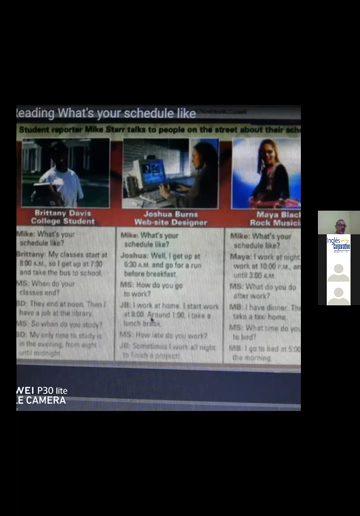 Reading What's your schedule like
Student reporter Mike Starr talks to people on the street about their sch
Brittany Davis
College Student
Mike: What's your
schedule like?
Brittany: My classes start at
8:00 A.M., so I get up at 7:00
and take the bus to school.
MS: When do your
classes end?
BD: They end at noon. Then I
have a job at the library.
MS: So when do you study?
BD: My only time to study is
in the evening, from eight
until midnight.
Joshua Burns
Web-site Designer
Mike: What's your
schedule like?
Joshua: Well, I get up at
6:30 A.M. and go for a run
before breakfast.
MS: How do you go
to work?
JB: I work at home. I start work
at 8:00. Around 1:00, I take a
lunch break.
MS: How late do you work?
JB: Sometimes I work all night
to finish a project!
Maya Black
Rock Musici
Mike: What's your
schedule like?
Maya: I work at night.
work at 10:00 P.M., an
until 3:00 A.M.
MS: What do you do
after work?
MB: I have dinner. The
take a taxi home.
MS: What time do you
to bed?
MB: I go to bed at 5:00
the morning.
WEI P30 lite
LE CAMERA
Ingles